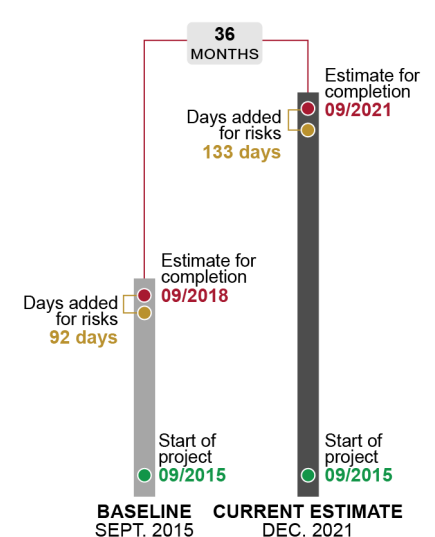 36
MONTHS
Estimate for
completion
09/2021
Days added
for risks
133 days
Estimate for
completion
09/2018
Days added
for risks
92 days
Start of
project
09/2015
Start of
project
09/2015
BASELINE
SEPT. 2015
CURRENT ESTIMATE
DEC. 2021